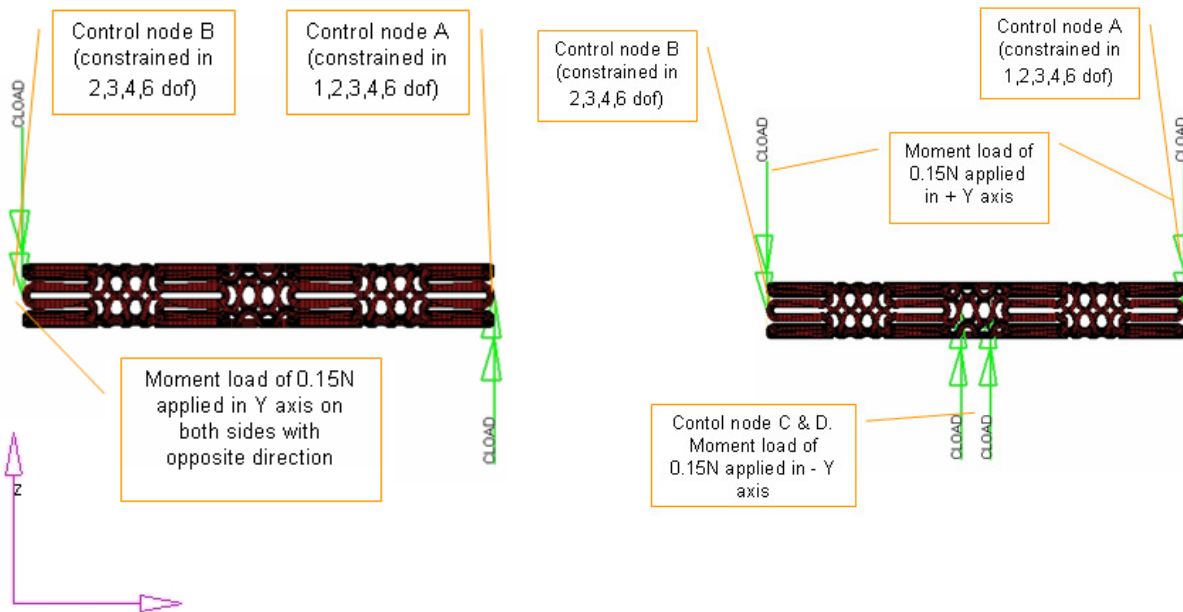 Control node B
(constrained in
2,3,4,6 dof)
Control node A
(constrained in
1,2,3,4,6 dof)
CLOAD
CLOAD
Moment load of 0.15N
applied in Y axis on
both sides with
opposite direction
Z
Control node B
(constrained in
2,3,4,6 dof)
Control node A
(constrained in
1,2,3,4,6 dof)
CLOAD
CLOAD
Moment load of
0.15N applied
in + Y axis
Contol node C & D.
Moment load of
0.15N applied in - Y
axis
CLOAD
CLOAD